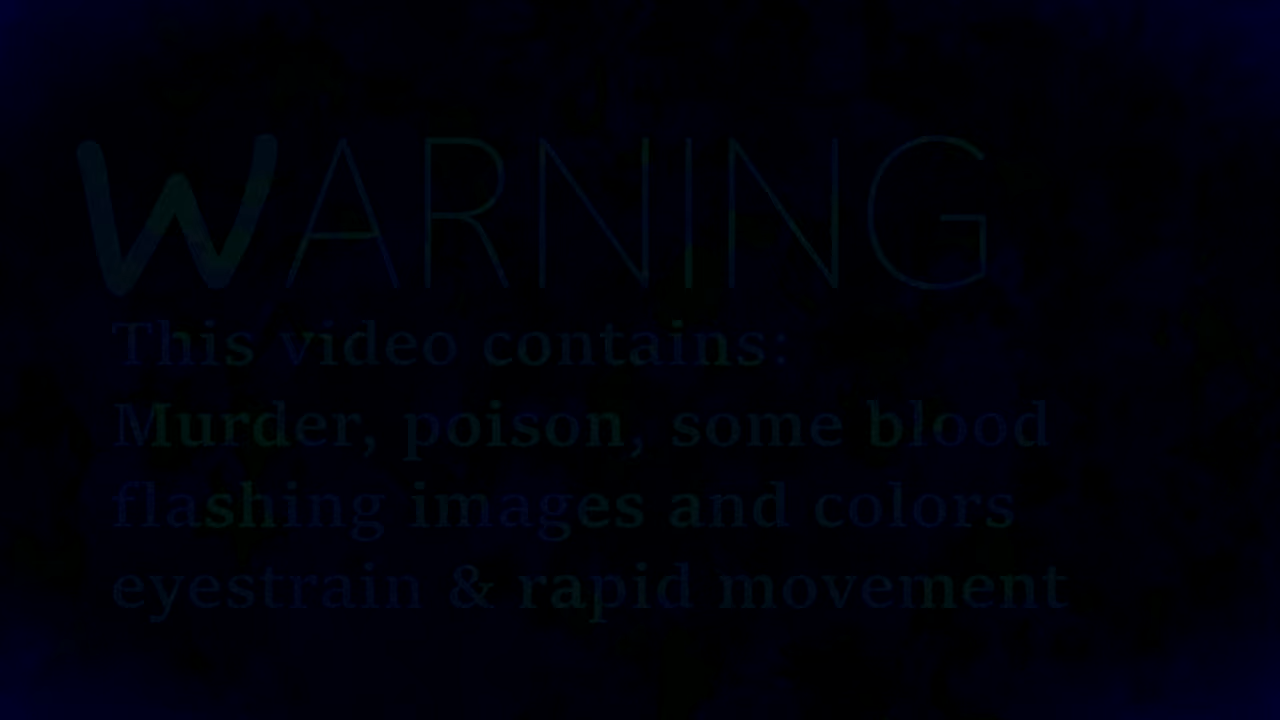 WARNING
This video contains:
Murder, poison, some blood
flashing images and colors
eyestrain & rapid movement